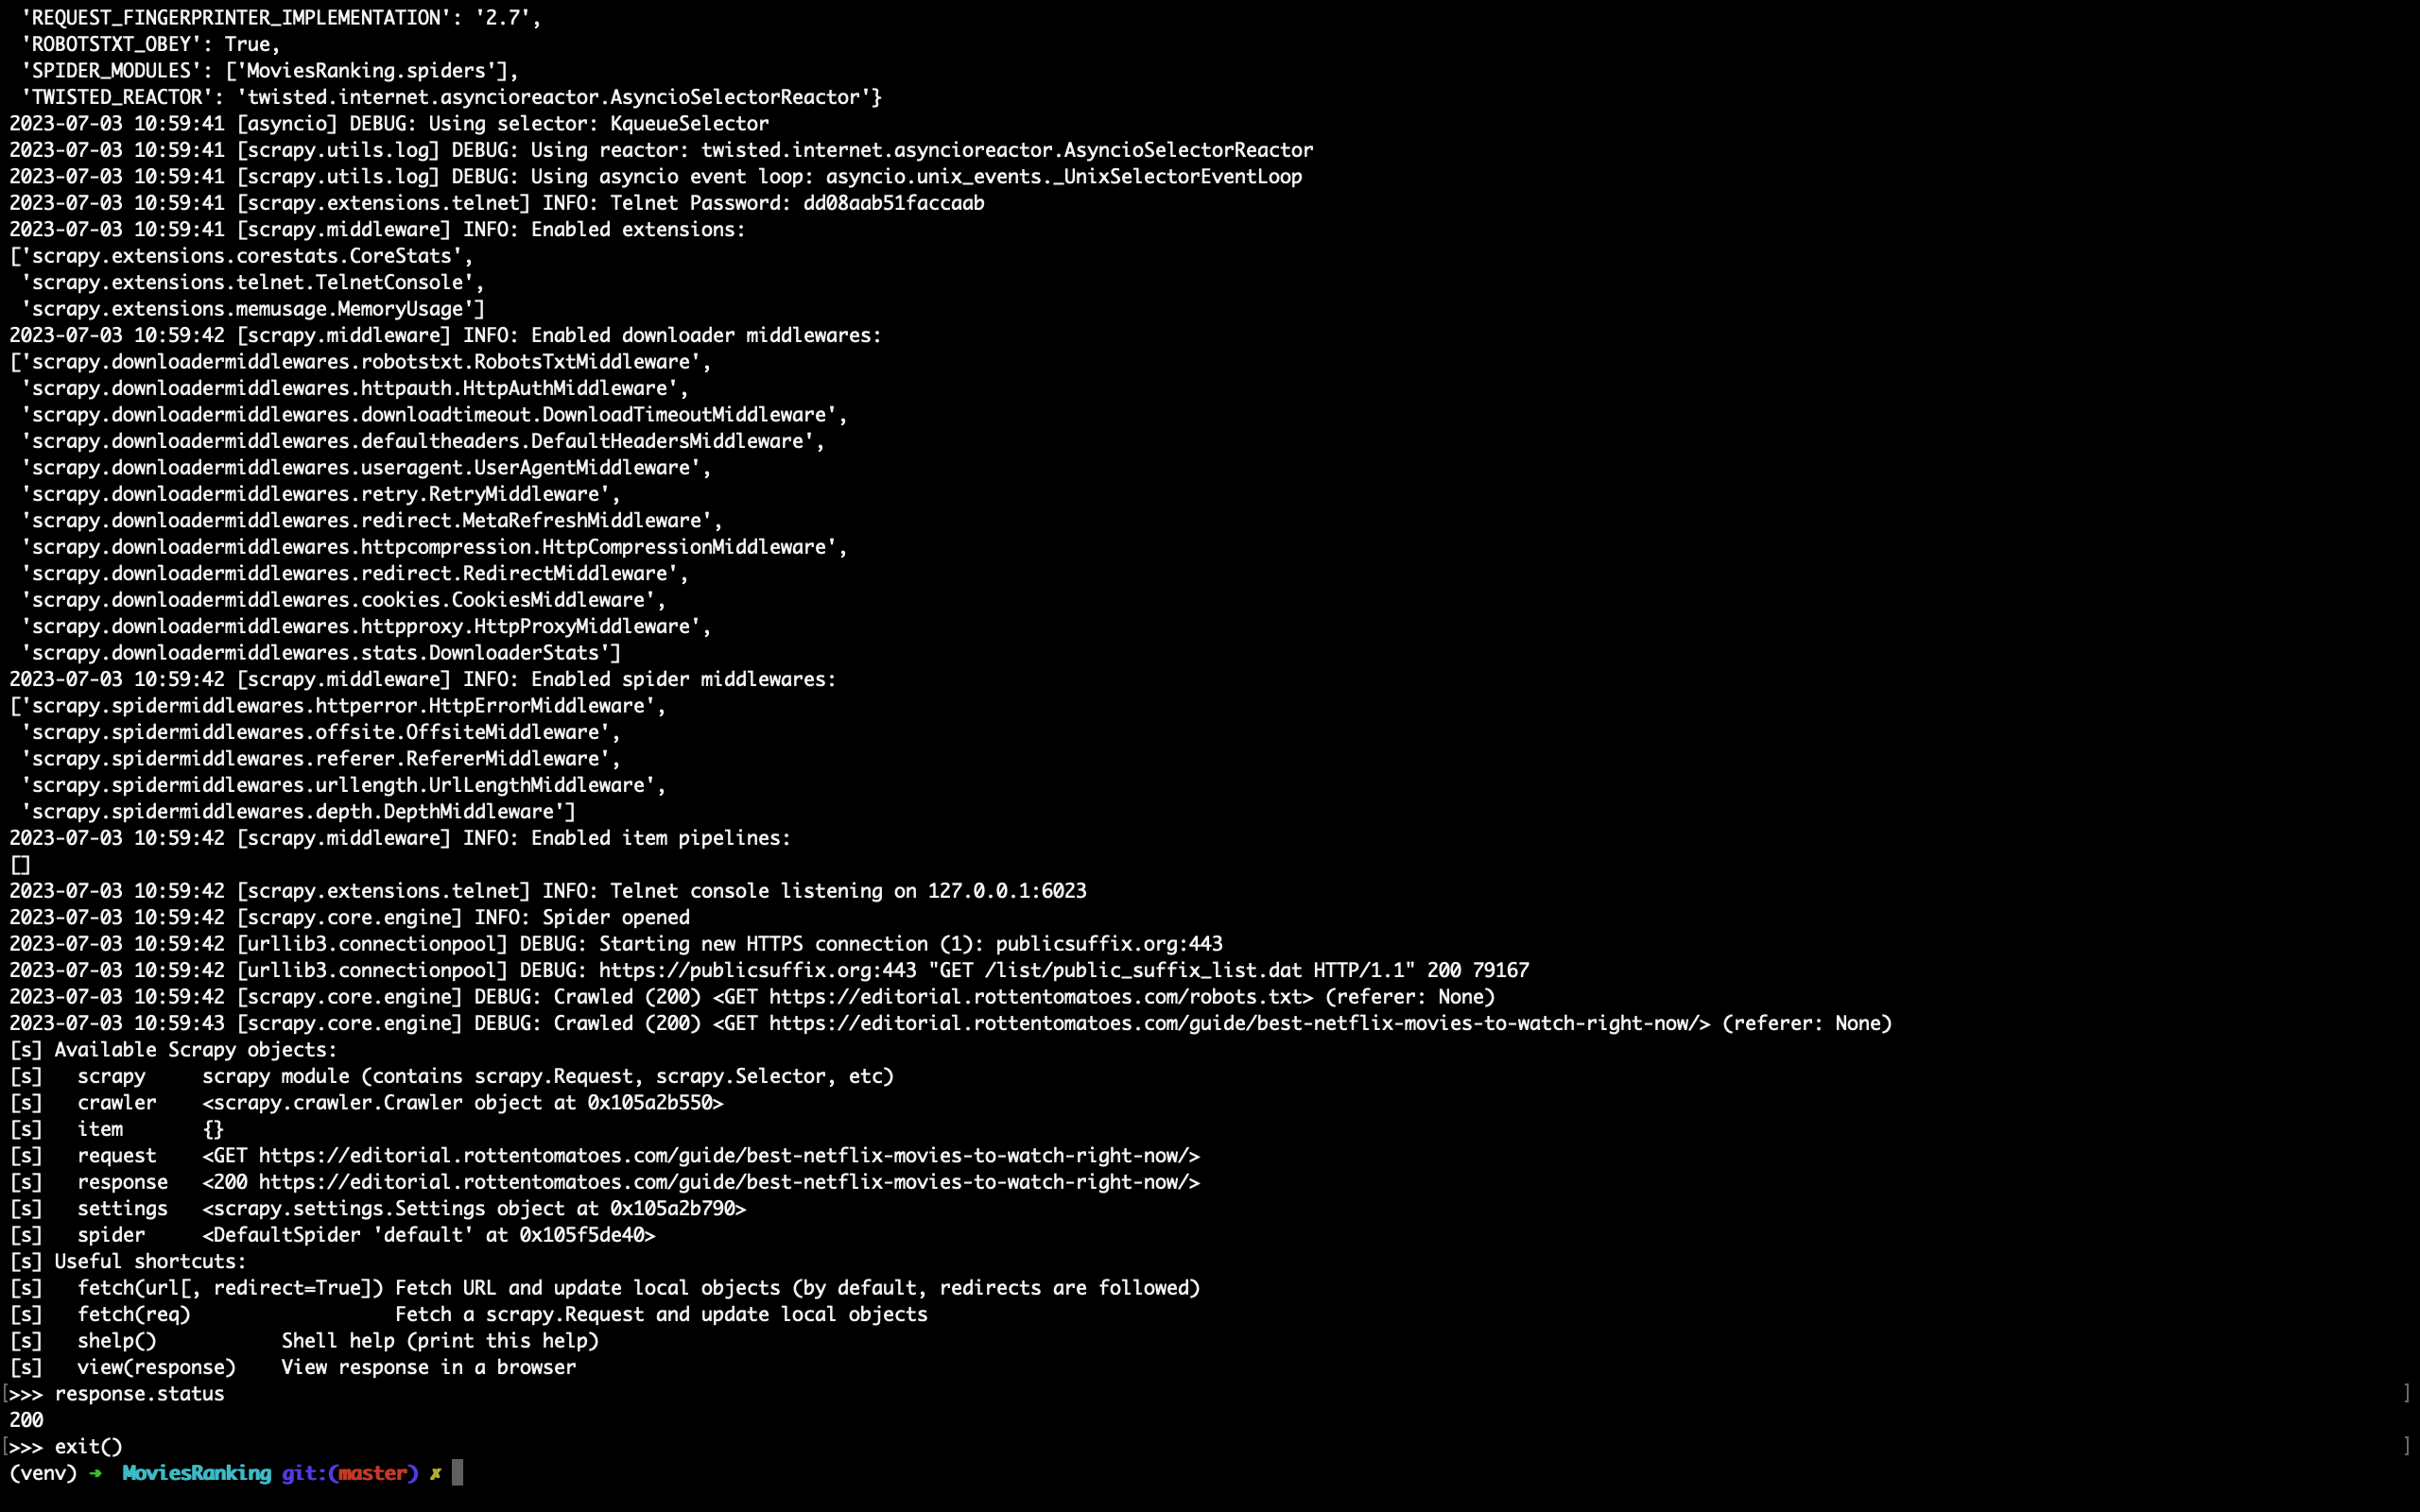 'REQUEST_FINGERPRINTER_IMPLEMENTATION': '2.7',
 'ROBOTSTXT_OBEY': True,
 'SPIDER_MODULES': ['MoviesRanking.spiders'],
 'TWISTED_REACTOR': 'twisted.internet.asyncioreactor.AsyncioSelectorReactor'}
2023-07-03 10:59:41 [asyncio] DEBUG: Using selector: KqueueSelector
2023-07-03 10:59:41 [scrapy.utils.log] DEBUG: Using reactor: twisted.internet.asyncioreactor.AsyncioSelectorReactor
2023-07-03 10:59:41 [scrapy.utils.log] DEBUG: Using asyncio event loop: asyncio.unix_events._UnixSelectorEventLoop
2023-07-03 10:59:41 [scrapy.extensions.telnet] INFO: Telnet Password: dd08aab51faccaab
2023-07-03 10:59:41 [scrapy.middleware] INFO: Enabled extensions:
['scrapy.extensions.corestats.CoreStats',
 'scrapy.extensions.telnet.TelnetConsole',
 'scrapy.extensions.memusage.MemoryUsage']
2023-07-03 10:59:42 [scrapy.middleware] INFO: Enabled downloader middlewares:
['scrapy.downloadermiddlewares.robotstxt.RobotsTxtMiddleware',
 'scrapy.downloadermiddlewares.httpauth.HttpAuthMiddleware',
 'scrapy.downloadermiddlewares.downloadtimeout.DownloadTimeoutMiddleware',
 'scrapy.downloadermiddlewares.defaultheaders.DefaultHeadersMiddleware',
 'scrapy.downloadermiddlewares.useragent.UserAgentMiddleware',
 'scrapy.downloadermiddlewares.retry.RetryMiddleware',
 'scrapy.downloadermiddlewares.redirect.MetaRefreshMiddleware',
 'scrapy.downloadermiddlewares.httpcompression.HttpCompressionMiddleware',
 'scrapy.downloadermiddlewares.redirect.RedirectMiddleware',
 'scrapy.downloadermiddlewares.cookies.CookiesMiddleware',
 'scrapy.downloadermiddlewares.httpproxy.HttpProxyMiddleware',
 'scrapy.downloadermiddlewares.stats.DownloaderStats']
2023-07-03 10:59:42 [scrapy.middleware] INFO: Enabled spider middlewares:
['scrapy.spidermiddlewares.httperror.HttpErrorMiddleware',
 'scrapy.spidermiddlewares.offsite.OffsiteMiddleware',
 'scrapy.spidermiddlewares.referer.RefererMiddleware',
 'scrapy.spidermiddlewares.urllength.UrlLengthMiddleware',
 'scrapy.spidermiddlewares.depth.DepthMiddleware']
2023-07-03 10:59:42 [scrapy.middleware] INFO: Enabled item pipelines:
[]
2023-07-03 10:59:42 [scrapy.extensions.telnet] INFO: Telnet console listening on 127.0.0.1:6023
2023-07-03 10:59:42 [scrapy.core.engine] INFO: Spider opened
2023-07-03 10:59:42 [urllib3.connectionpool] DEBUG: Starting new HTTPS connection (1): publicsuffix.org:443
2023-07-03 10:59:42 [urllib3.connectionpool] DEBUG: https://publicsuffix.org:443 "GET /list/public_suffix_list.dat HTTP/1.1" 200 79167
2023-07-03 10:59:42 [scrapy.core.engine] DEBUG: Crawled (200) <GET https://editorial.rottentomatoes.com/robots.txt> (referer: None)
2023-07-03 10:59:43 [scrapy.core.engine] DEBUG: Crawled (200) <GET https://editorial.rottentomatoes.com/guide/best-netflix-movies-to-watch-right-now/> (referer: None)
[s] Available Scrapy objects:
[s]   scrapy     scrapy module (contains scrapy.Request, scrapy.Selector, etc)
[s]   crawler    <scrapy.crawler.Crawler object at 0x105a2b550>
[s]   item       {}
[s]   request    <GET https://editorial.rottentomatoes.com/guide/best-netflix-movies-to-watch-right-now/>
[s]   response   <200 https://editorial.rottentomatoes.com/guide/best-netflix-movies-to-watch-right-now/>
[s]   settings   <scrapy.settings.Settings object at 0x105a2b790>
[s]   spider     <DefaultSpider 'default' at 0x105f5de40>
[s] Useful shortcuts:
[s]   fetch(url[, redirect=True]) Fetch URL and update local objects (by default, redirects are followed)
[s]   fetch(req)                  Fetch a scrapy.Request and update local objects
[s]   shelp()           Shell help (print this help)
[s]   view(response)    View response in a browser
[>>> response.status ]
200
[>>> exit() ]
(venv) ➜  MoviesRanking git:(master) ✗